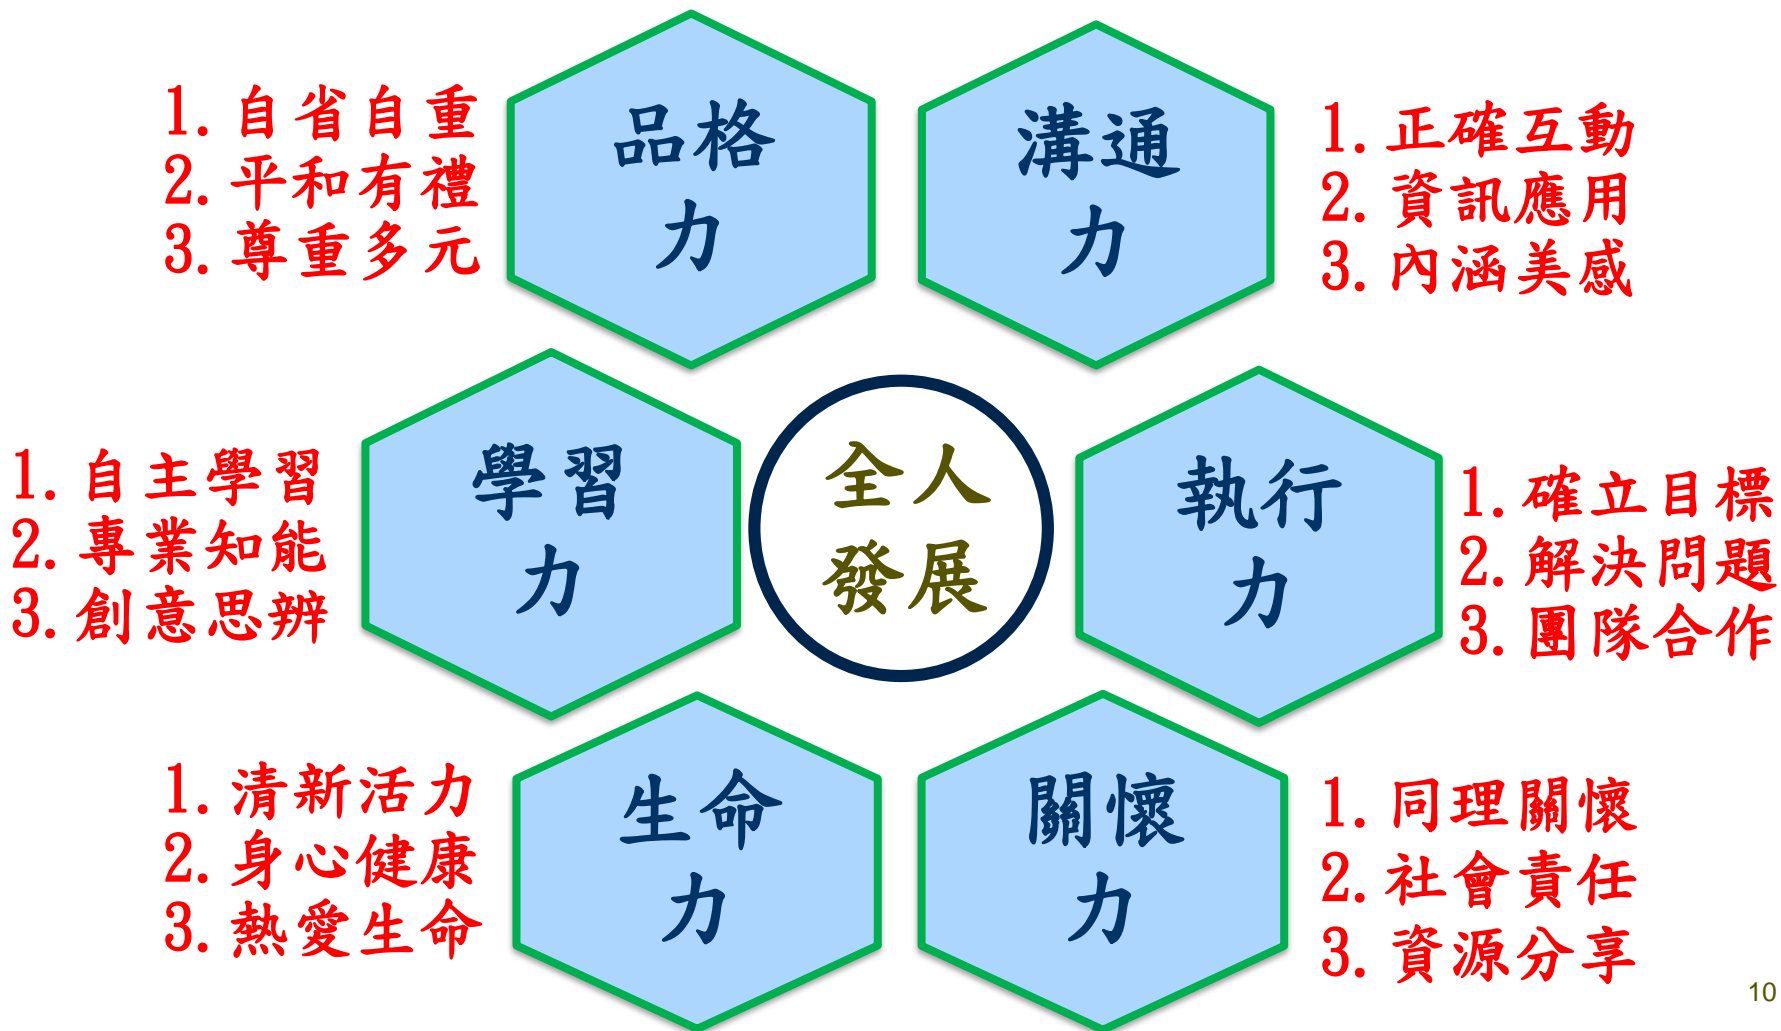 1.自省自重
2.平和有禮
3.尊重多元
品格
力
溝通
力
1.正確互動
2.資訊應用
3.內涵美感
1.自主學習
2.專業知能
3.創意思辨
學習
力
全人
發展
執行
力
1.確立目標
2.解決問題
3.團隊合作
1.清新活力
2.身心健康
3.熱愛生命
生命
力
關懷
力
1.同理關懷
2.社會責任
3.資源分享
10